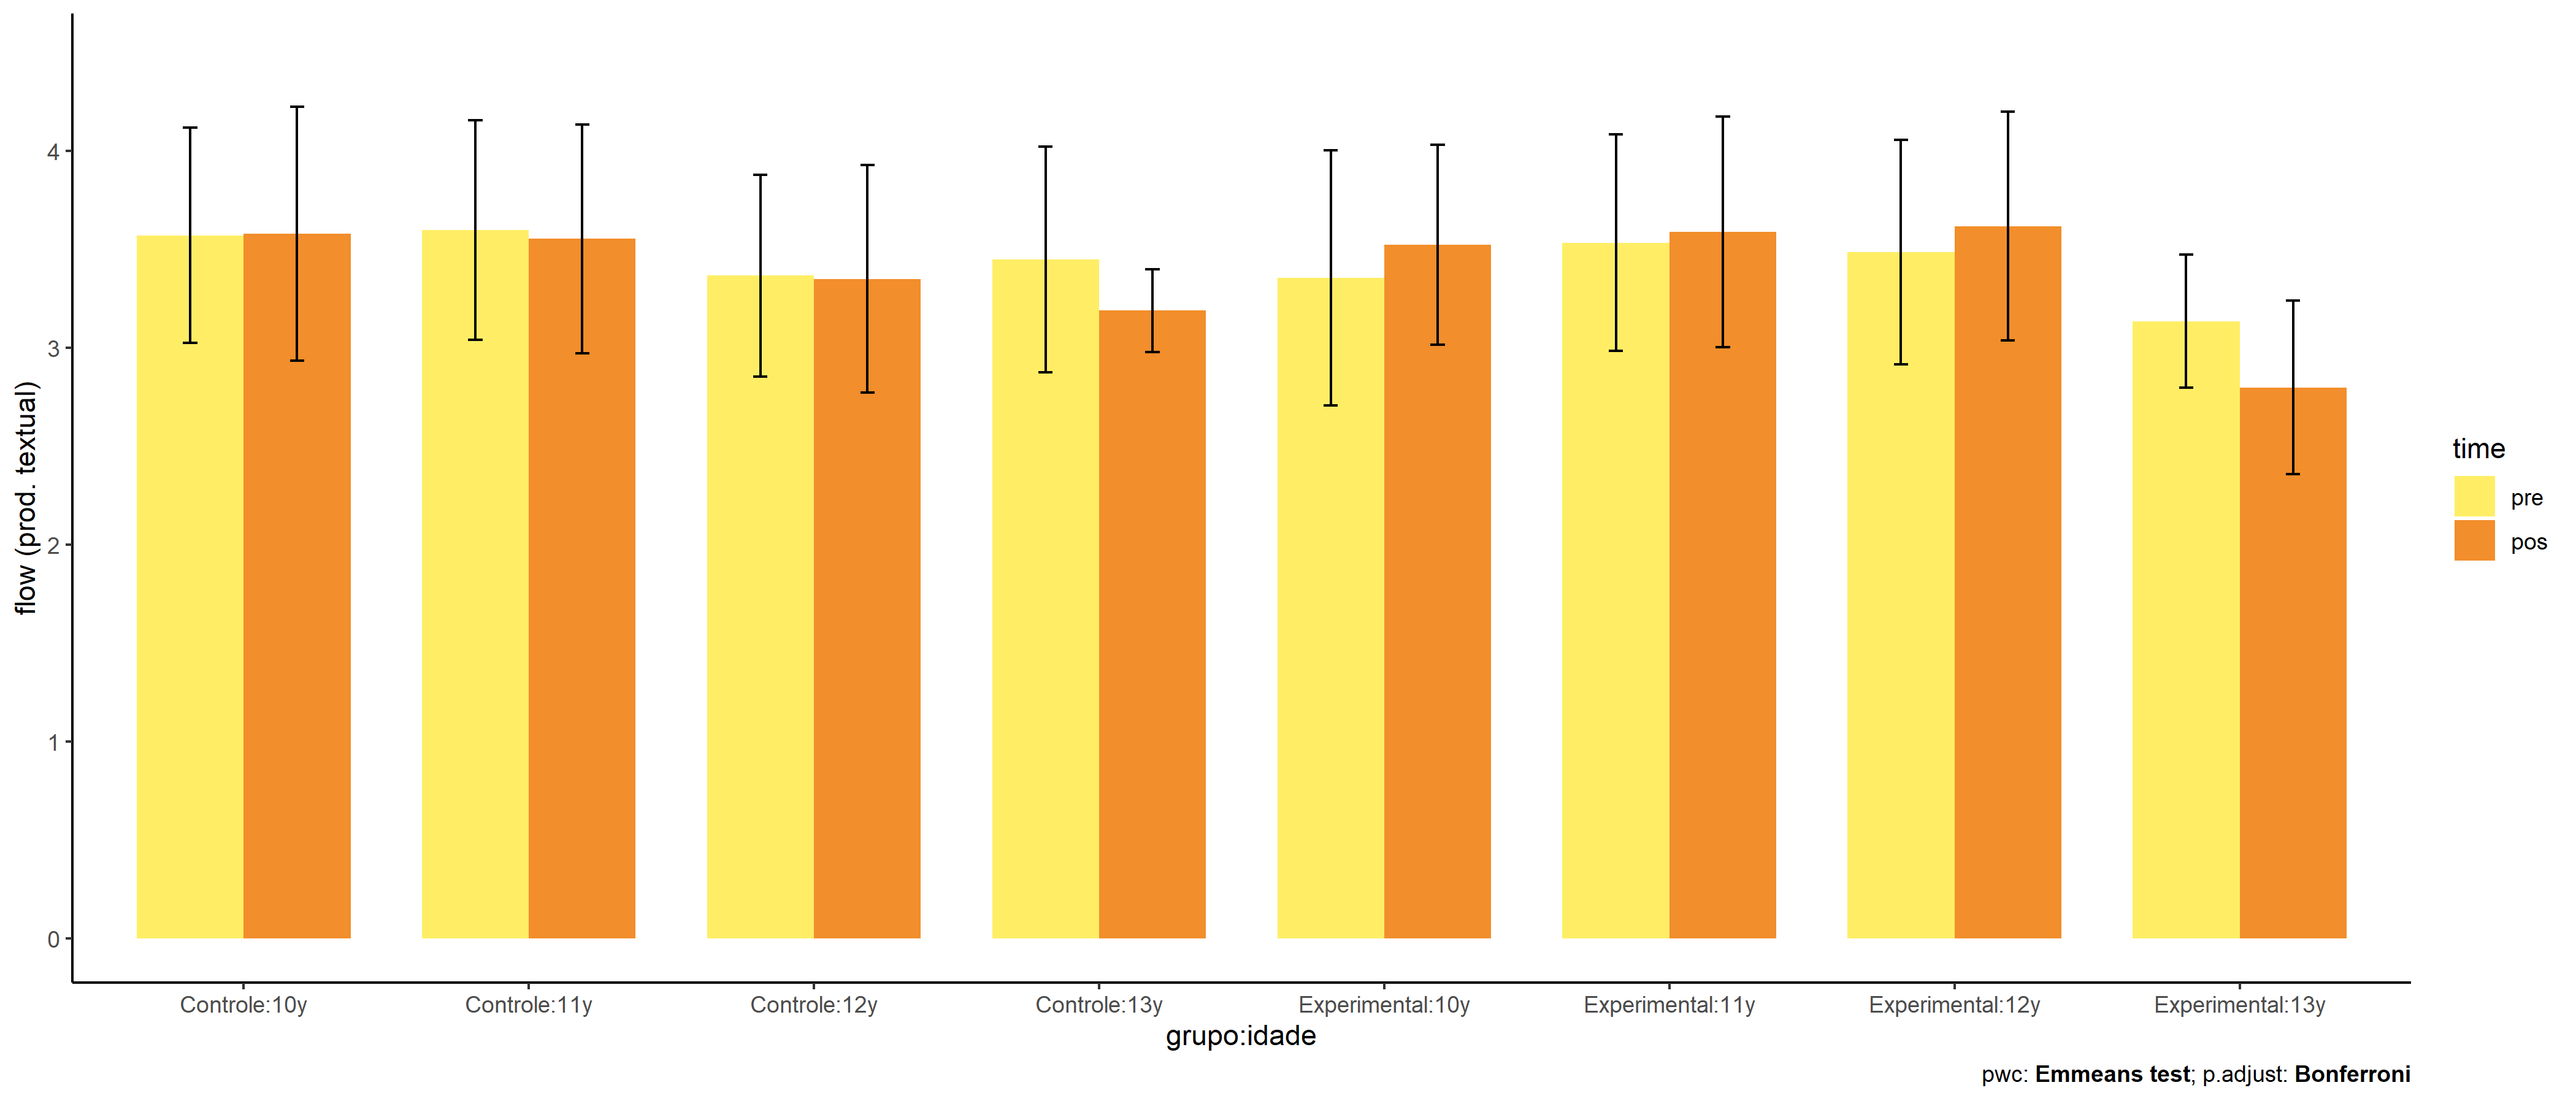 flow (prod. textual)
4
3
2
1
0
Controle:10y
Controle:11y
Controle:12y
Controle:13y
Experimental:10y
Experimental:11y
Experimental:12y
Experimental:13y
grupo:idade
time
pre
pos
pwc: Emmeans test; p.adjust: Bonferroni